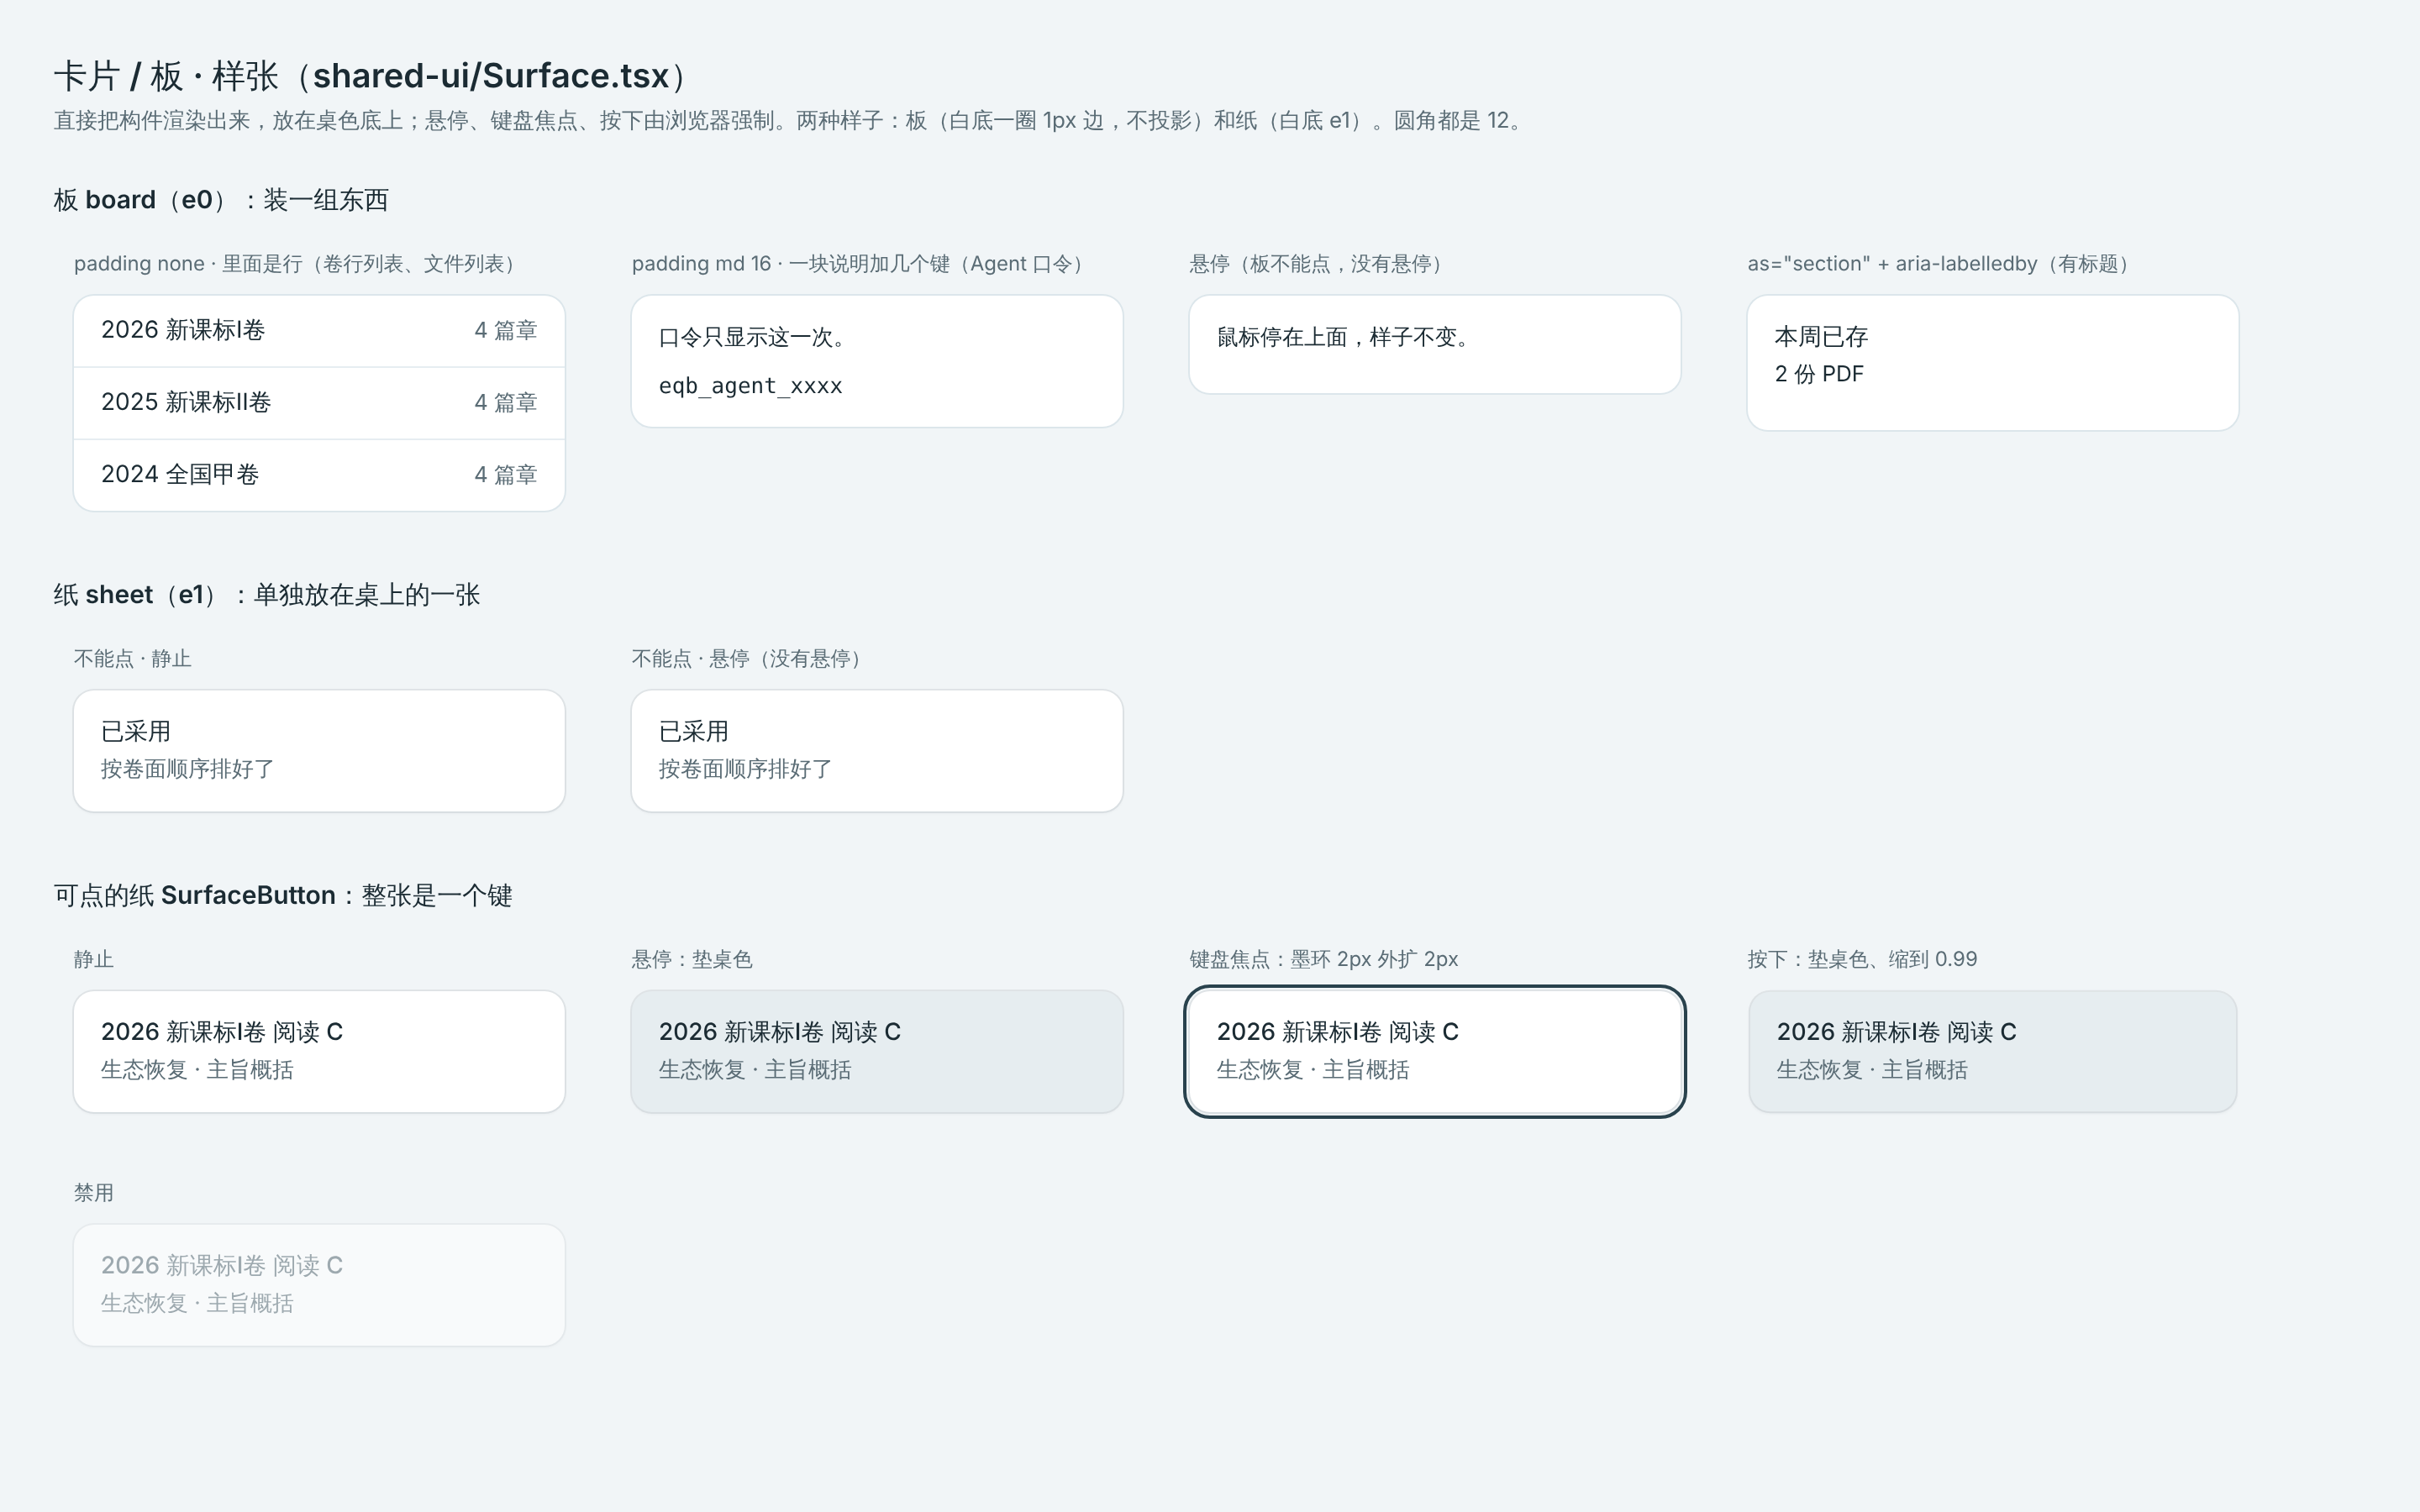 卡片 / 板 · 样张（shared-ui/Surface.tsx）
直接把构件渲染出来，放在桌色底上；悬停、键盘焦点、按下由浏览器强制。两种样子：板（白底一圈 1px 边，不投影）和纸（白底 e1）。圆角都是 12。
板 board（e0）：装一组东西
padding none · 里面是行（卷行列表、文件列表）
2026 新课标I卷 4 篇章
2025 新课标II卷 4 篇章
2024 全国甲卷 4 篇章
padding md 16 · 一块说明加几个键（Agent 口令）
口令只显示这一次。
eqb_agent_xxxx
悬停（板不能点，没有悬停）
鼠标停在上面，样子不变。
as="section" + aria-labelledby（有标题）
本周已存
2 份 PDF
纸 sheet（e1）：单独放在桌上的一张
不能点 · 静止
已采用
按卷面顺序排好了
不能点 · 悬停（没有悬停）
已采用
按卷面顺序排好了
可点的纸 SurfaceButton：整张是一个键
静止
2026 新课标I卷 阅读 C
生态恢复 · 主旨概括
悬停：垫桌色
2026 新课标I卷 阅读 C
生态恢复 · 主旨概括
键盘焦点：墨环 2px 外扩 2px
2026 新课标I卷 阅读 C
生态恢复 · 主旨概括
按下：垫桌色、缩到 0.99
2026 新课标I卷 阅读 C
生态恢复 · 主旨概括
禁用
2026 新课标I卷 阅读 C
生态恢复 · 主旨概括